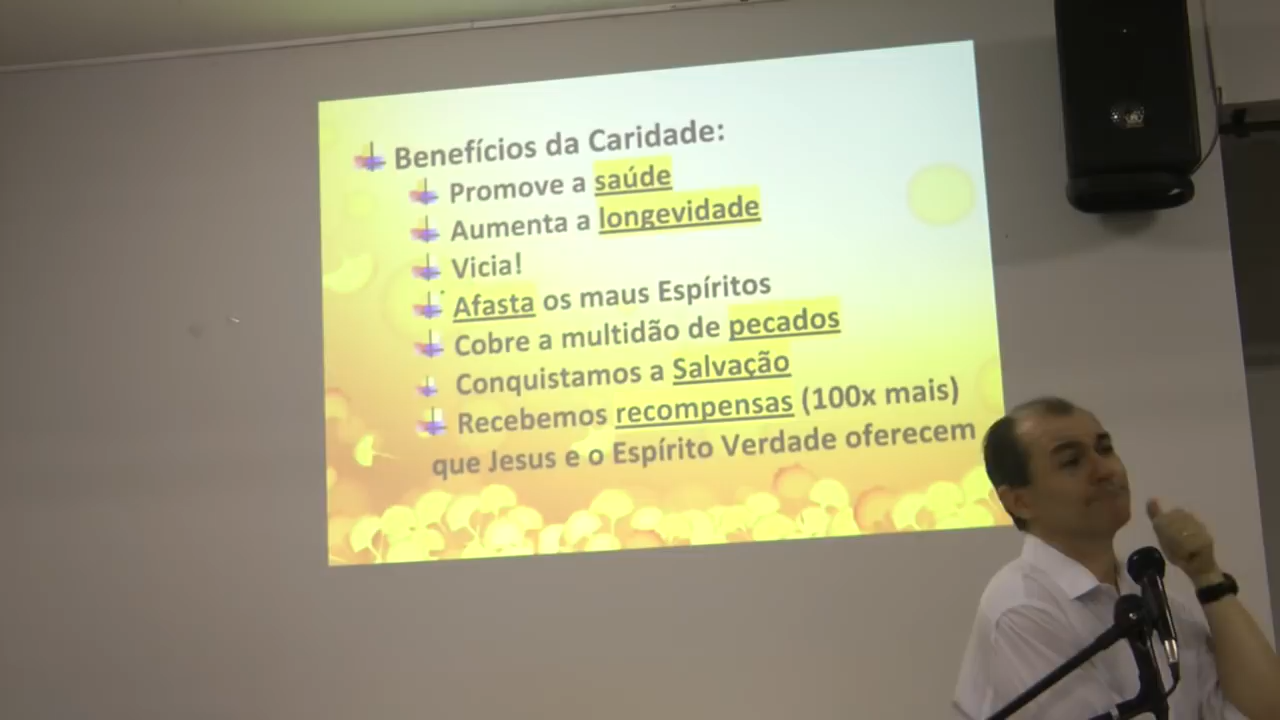 Benefícios da Caridade:
Promove a saúde
Aumenta a longevidade
Vicia!
Afasta os maus Espíritos
Cobre a multidão de pecados
Conquistamos a Salvação
Recebemos recompensas (100x mais)
que Jesus e o Espírito Verdade oferecem